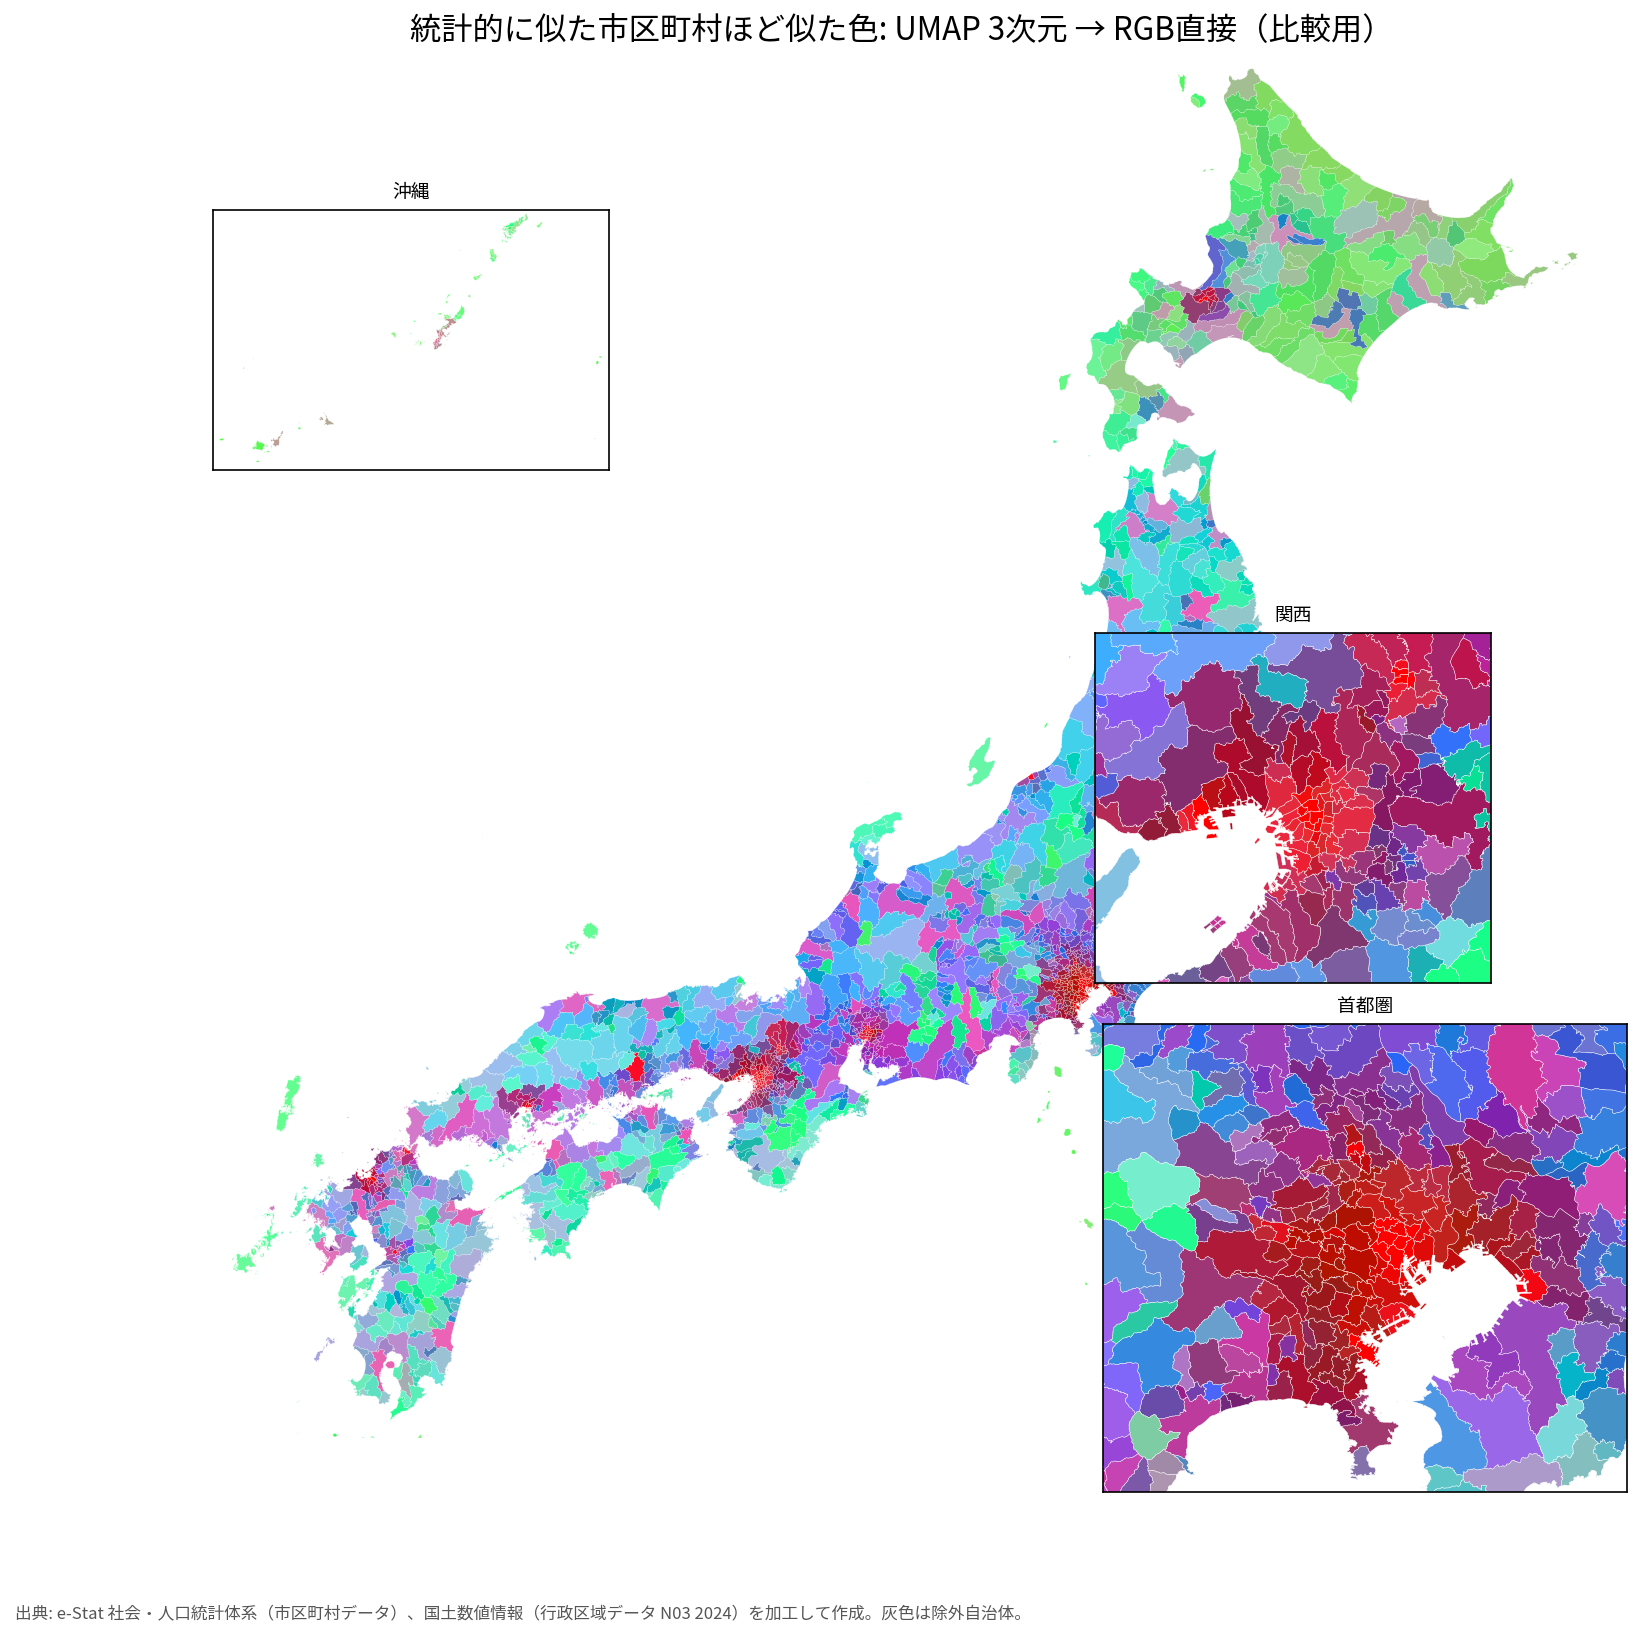 統計的に似た市区町村ほど似た色: UMAP 3次元 → RGB直接（比較用）
沖縄
関西
首都圏
出典: e-Stat 社会・人口統計体系（市区町村データ）、国土数値情報（行政区域データ N03 2024）を加工して作成。灰色は除外自治体。